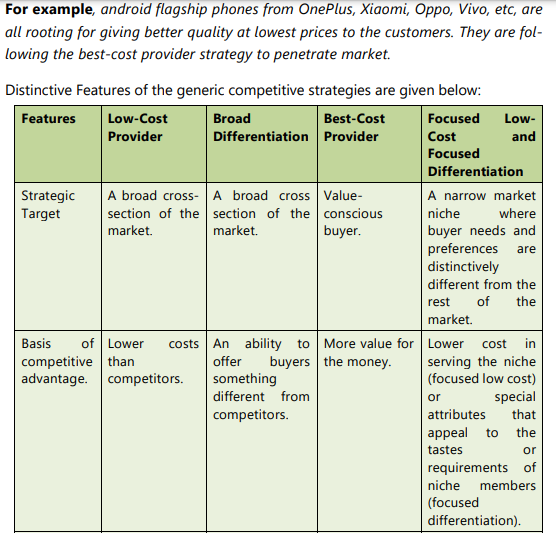 For example, android flagship phones from OnePlus, Xiaomi, Oppo, Vivo, etc, are
all rooting for giving better quality at lowest prices to the customers. They are fol-
lowing the best-cost provider strategy to penetrate market.
Distinctive Features of the generic competitive strategies are given below:
Features
Low-Cost
Provider
Broad
Differentiation
Best-Cost
Provider
Focused Low-
Cost and
Focused
Differentiation
Strategic
Target
A broad cross-
section of the
market.
A broad cross
section of the
market.
Value-
conscious
buyer.
A narrow market
niche where
buyer needs and
preferences are
distinctively
different from the
rest of the
market.
Basis of
competitive
advantage.
Lower costs
than
competitors.
An ability to
offer buyers
something
different from
competitors.
More value for
the money.
Lower cost in
serving the niche
(focused low cost)
or special
attributes that
appeal to the
tastes or
requirements of
niche members
(focused
differentiation).